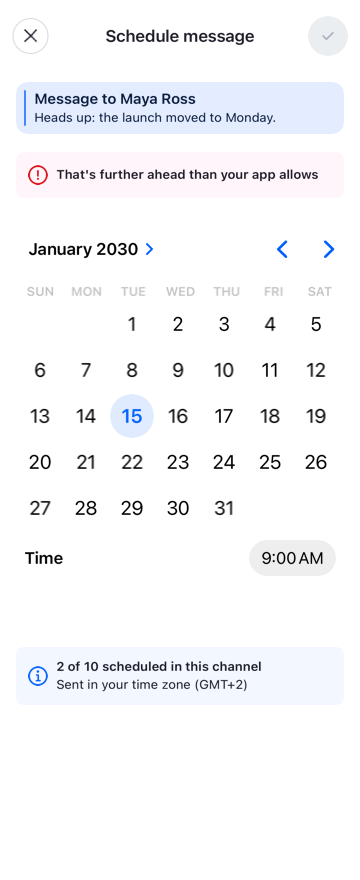 Schedule message
Message to Maya Ross
Heads up: the launch moved to Monday.
That's further ahead than your app allows
January 2030
SUN MON TUE WED THU FRI SAT
1 2 3 4 5
6 7 8 9 10 11 12
13 14 15 16 17 18 19
20 21 22 23 24 25 26
27 28 29 30 31
Time 9:00 AM
2 of 10 scheduled in this channel
Sent in your time zone (GMT+2)